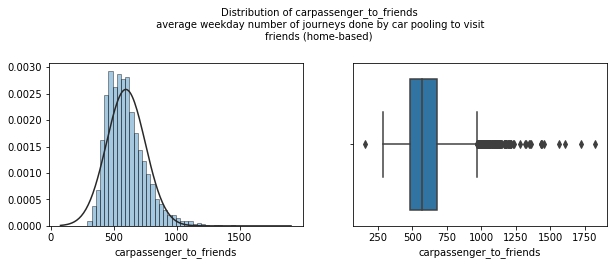 Distribution of carpassenger_to_friends
average weekday number of journeys done by car pooling to visit
friends (home-based)
0.0030
0.0025
0.0020
0.0015
0.0010
0.0005
0.0000
0 500 1000 1500
carpassenger_to_friends
250 500 750 1000 1250 1500 1750
carpassenger_to_friends